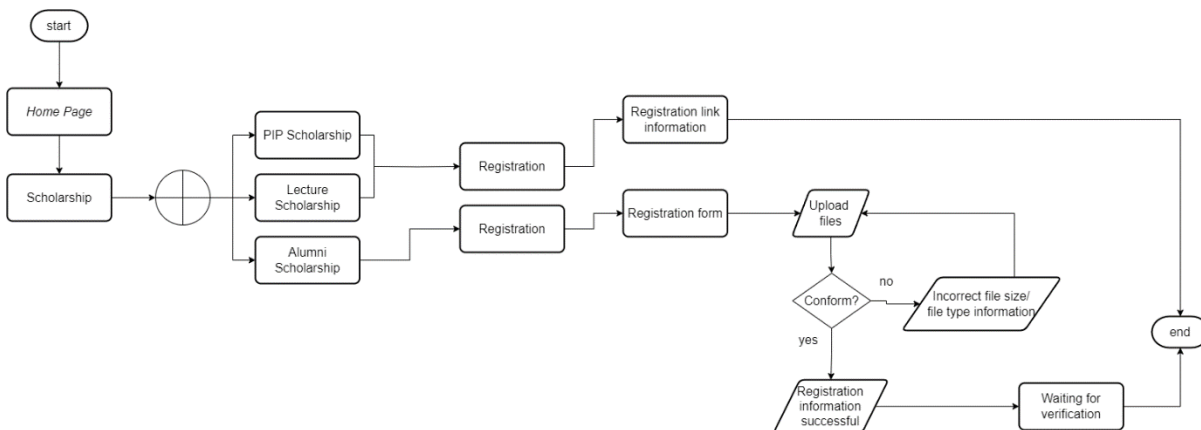 start
Home Page
Scholarship
PIP Scholarship
Lecture
Scholarship
Alumni
Scholarship
Registration
Registration
Registration link
information
Registration form
Upload
files
Conform?
no
Incorrect file size/
file type information
yes
Registration
information
successful
Waiting for
verification
end